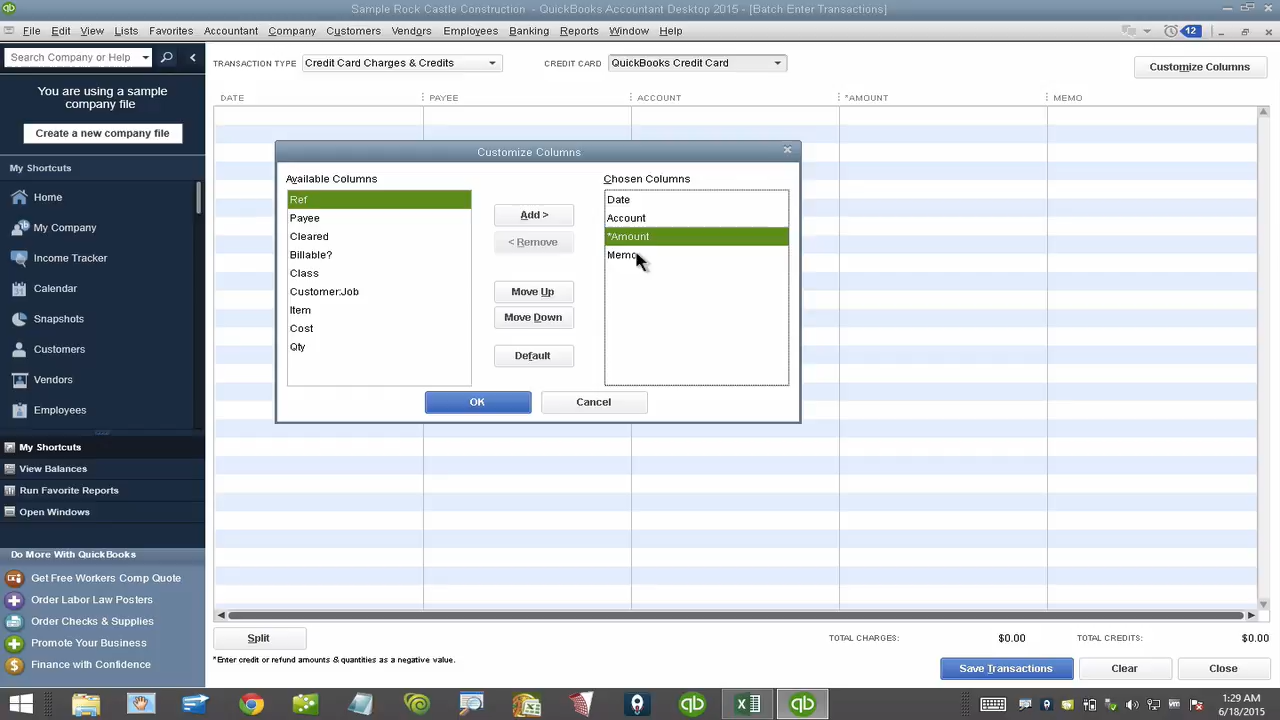 Sample Rock Castle Construction - QuickBooks Accountant Desktop 2015 - [Batch Enter Transactions]
File Edit View Lists Favorites Accountant Company Customers Vendors Employees Banking Reports Window Help
12
Search Company or Help
TRANSACTION TYPE Credit Card Charges & Credits CREDIT CARD QuickBooks Credit Card Customize Columns
You are using a sample
company file
Create a new company file
My Shortcuts
Home
My Company
Income Tracker
Calendar
Snapshots
Customers
Vendors
Employees
My Shortcuts
View Balances
Run Favorite Reports
Open Windows
Do More With QuickBooks
Get Free Workers Comp Quote
Order Labor Law Posters
Order Checks & Supplies
Promote Your Business
Finance with Confidence
DATE PAYEE ACCOUNT *AMOUNT MEMO
Customize Columns
Available Columns
Ref
Payee
Cleared
Billable?
Class
Customer:Job
Item
Cost
Qty
Add >
< Remove
Move Up
Move Down
Default
Chosen Columns
Date
Account
*Amount
Memo
OK Cancel
Split TOTAL CHARGES: $0.00 TOTAL CREDITS: $0.00
*Enter credit or refund amounts & quantities as a negative value.
Save Transactions Clear Close
1:29 AM
6/18/2015